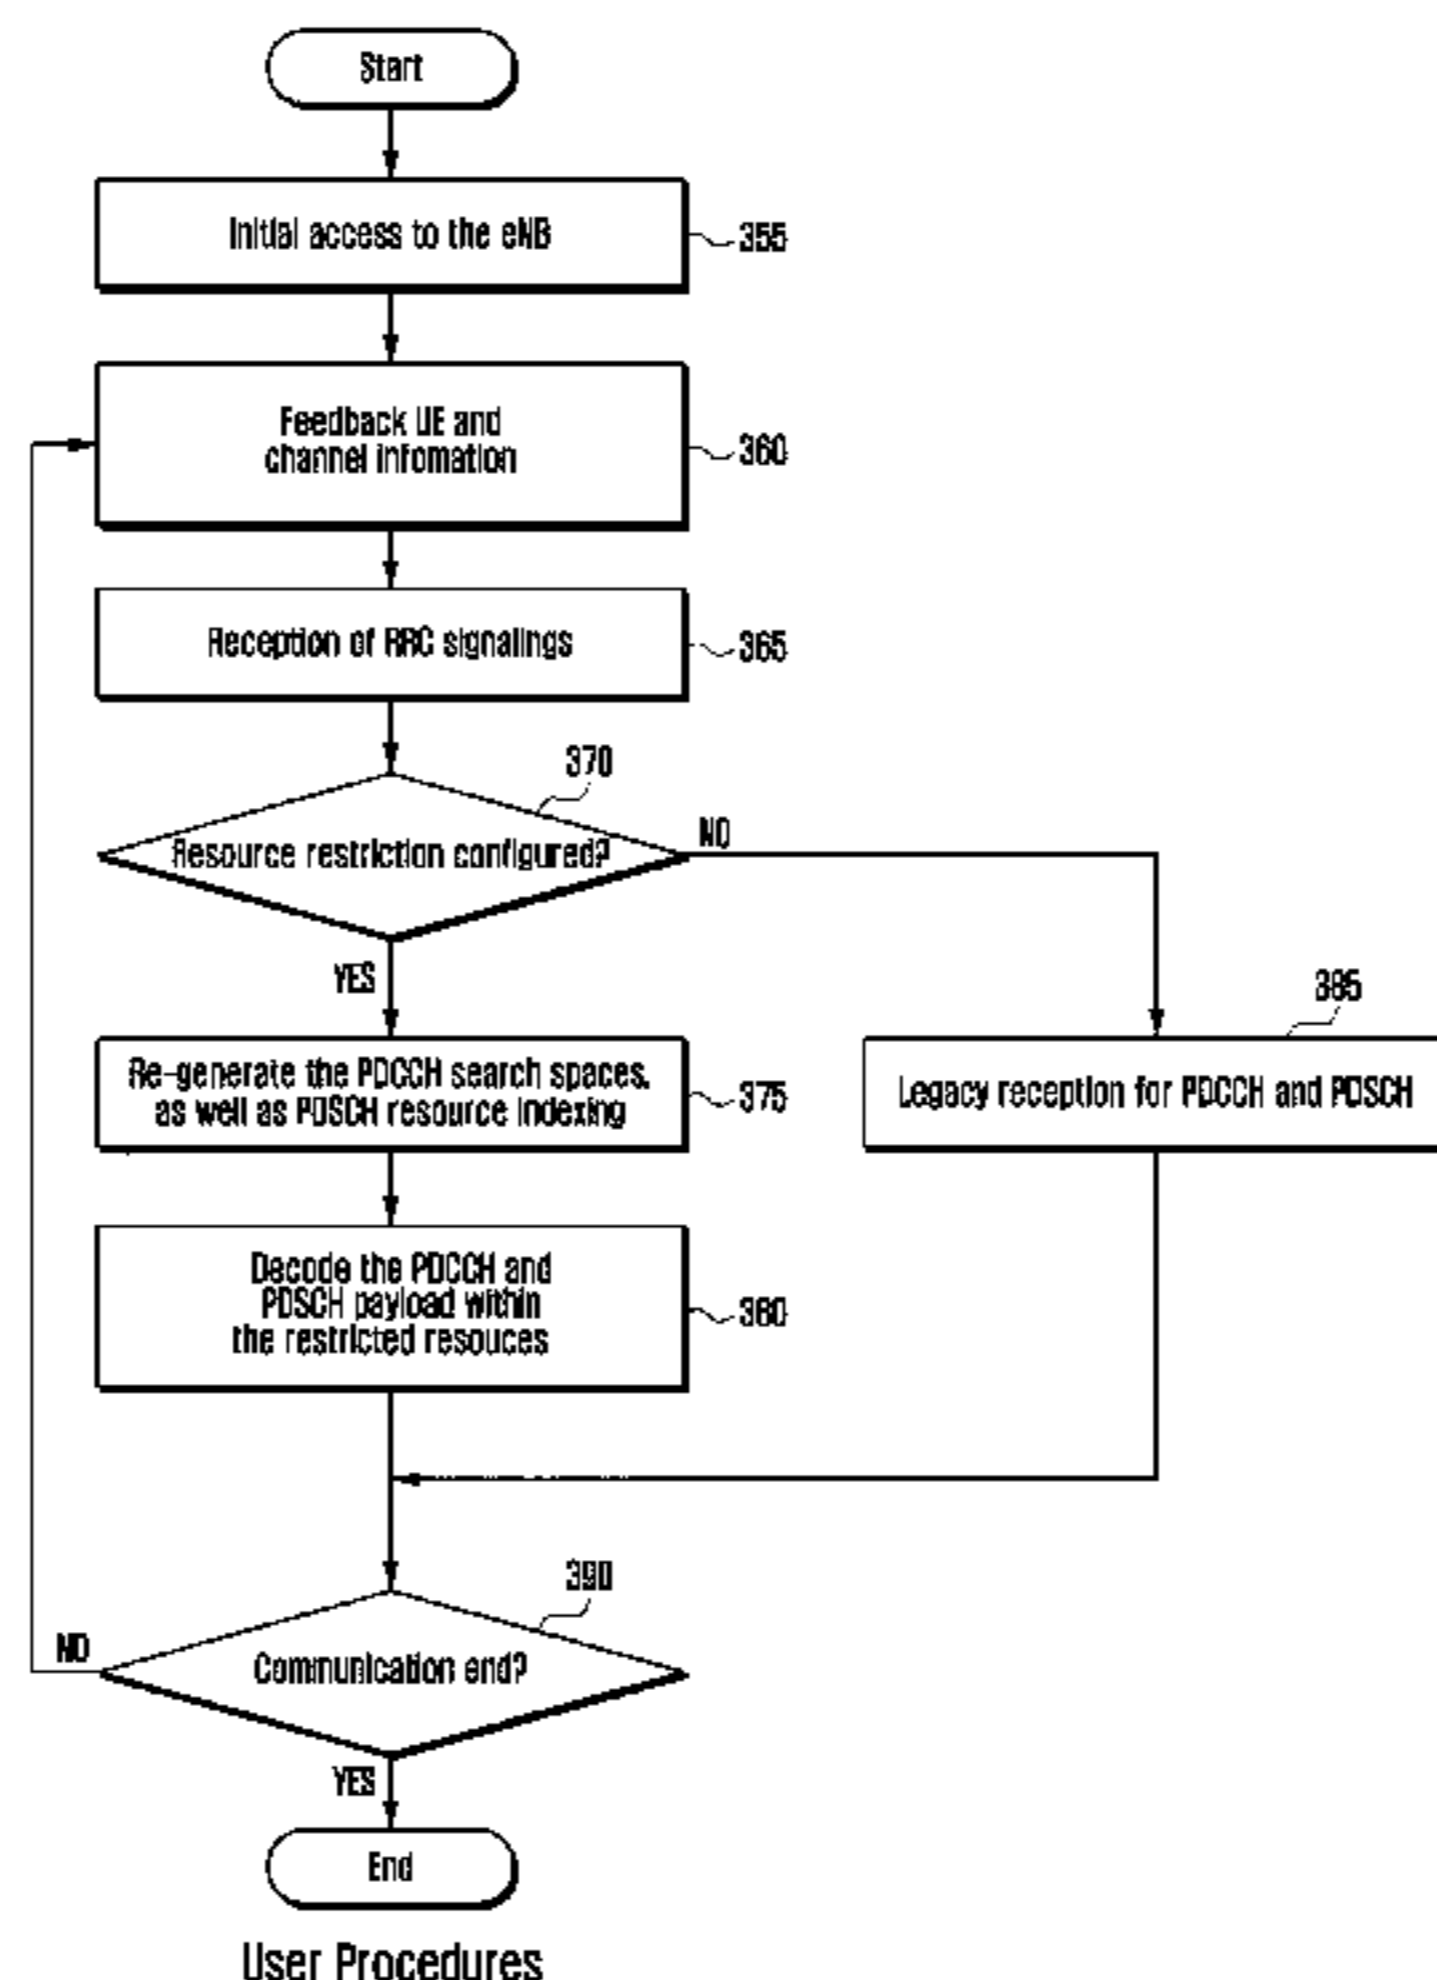 Start
Initial access to the eNB
355
Feedback UE and
channel infomation
360
Reception of RRC signalings
365
370
Resource restriction configured?
NO
YES
385
Re-generate the PDCCH search spaces,
as well as PDSCH resource indexing
375
Legacy reception for PDCCH and PDSCH
Decode the PDCCH and
PDSCH payload within
the restricted resouces
380
390
NO
Communication end?
YES
End
User Procedures